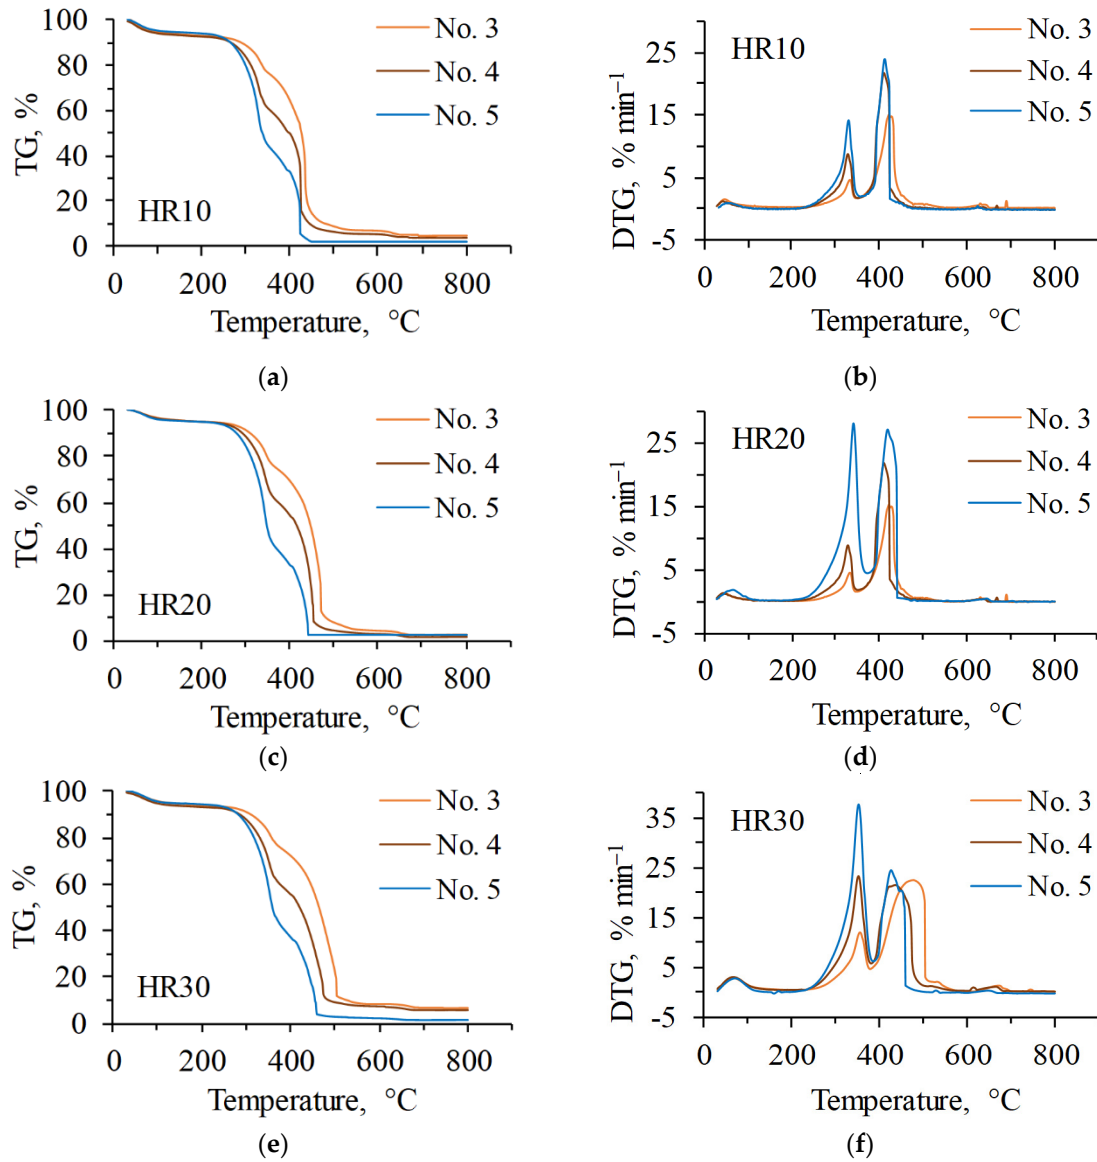 100
80
60
40
20
0
TG, %
No. 3
No. 4
No. 5
HR10
0 200 400 600 800
Temperature, °C
(a)
25
15
5
-5
DTG, % min⁻¹
HR10
No. 3
No. 4
No. 5
0 200 400 600 800
Temperature, °C
(b)
100
80
60
40
20
0
TG, %
No. 3
No. 4
No. 5
HR20
0 200 400 600 800
Temperature, °C
(c)
25
15
5
-5
DTG, % min⁻¹
HR20
No. 3
No. 4
No. 5
0 200 400 600 800
Temperature, °C
(d)
100
80
60
40
20
0
TG, %
No. 3
No. 4
No. 5
HR30
0 200 400 600 800
Temperature, °C
(e)
35
25
15
5
-5
DTG, % min⁻¹
HR30
No. 3
No. 4
No. 5
0 200 400 600 800
Temperature, °C
(f)